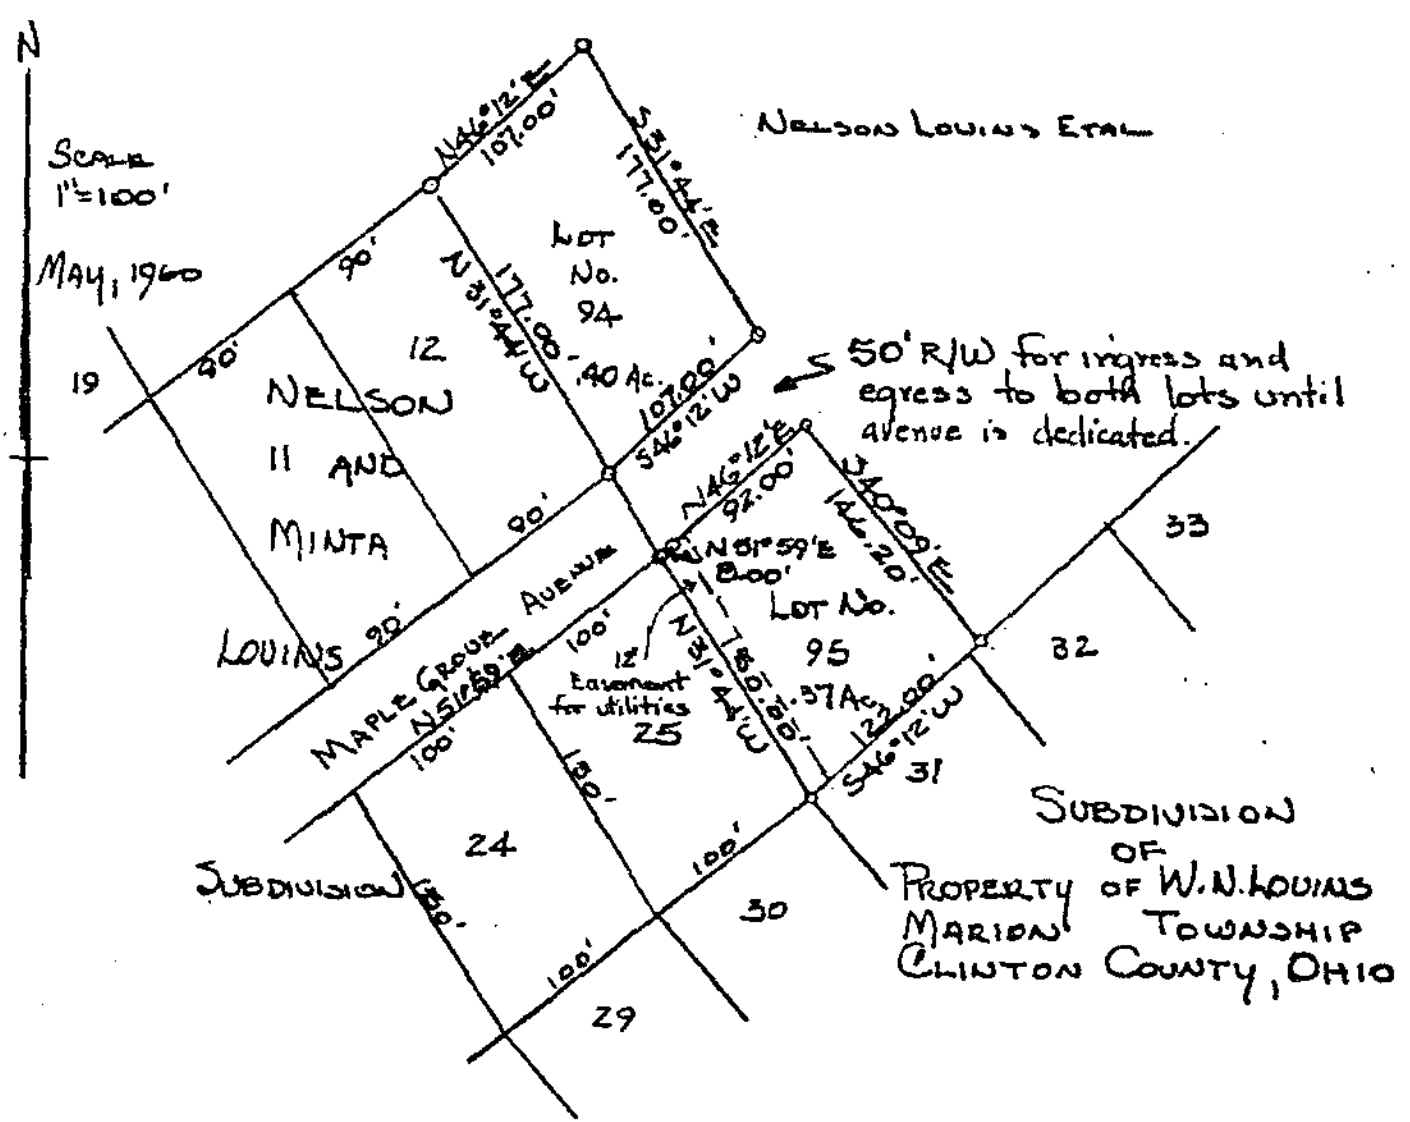 N
SCALE
1"=100'
MAY, 1960
N46°12'E
107.00'
S31°44'E
177.00'
NELSON LOUINS ETAL
90'
90'
19
12
NELSON
11 AND
MINTA
LOUINS
177.00'
N 31°44'W
LOT
No.
94
.40 Ac.
107.00'
S46°12'W
50' R/W for ingress and
egress to both lots until
avenue is dedicated.
90'
90'
MAPLE GROVE AVENUE
N51°59'E
100'
100'
N46°12'E
92.00'
N 51°59'E
8.00'
S40°09'E
146.20'
LOT No.
95
.37 Ac.
12'
Easement
for utilities
25
150.00'
N31°44'W
122.00'
S46°12'W
33
32
31
24
150'
150'
SUBDIVISION
100'
100'
30
29
SUBDIVISION
OF
PROPERTY OF W.N. LOUINS
MARION TOWNSHIP
CLINTON COUNTY, OHIO